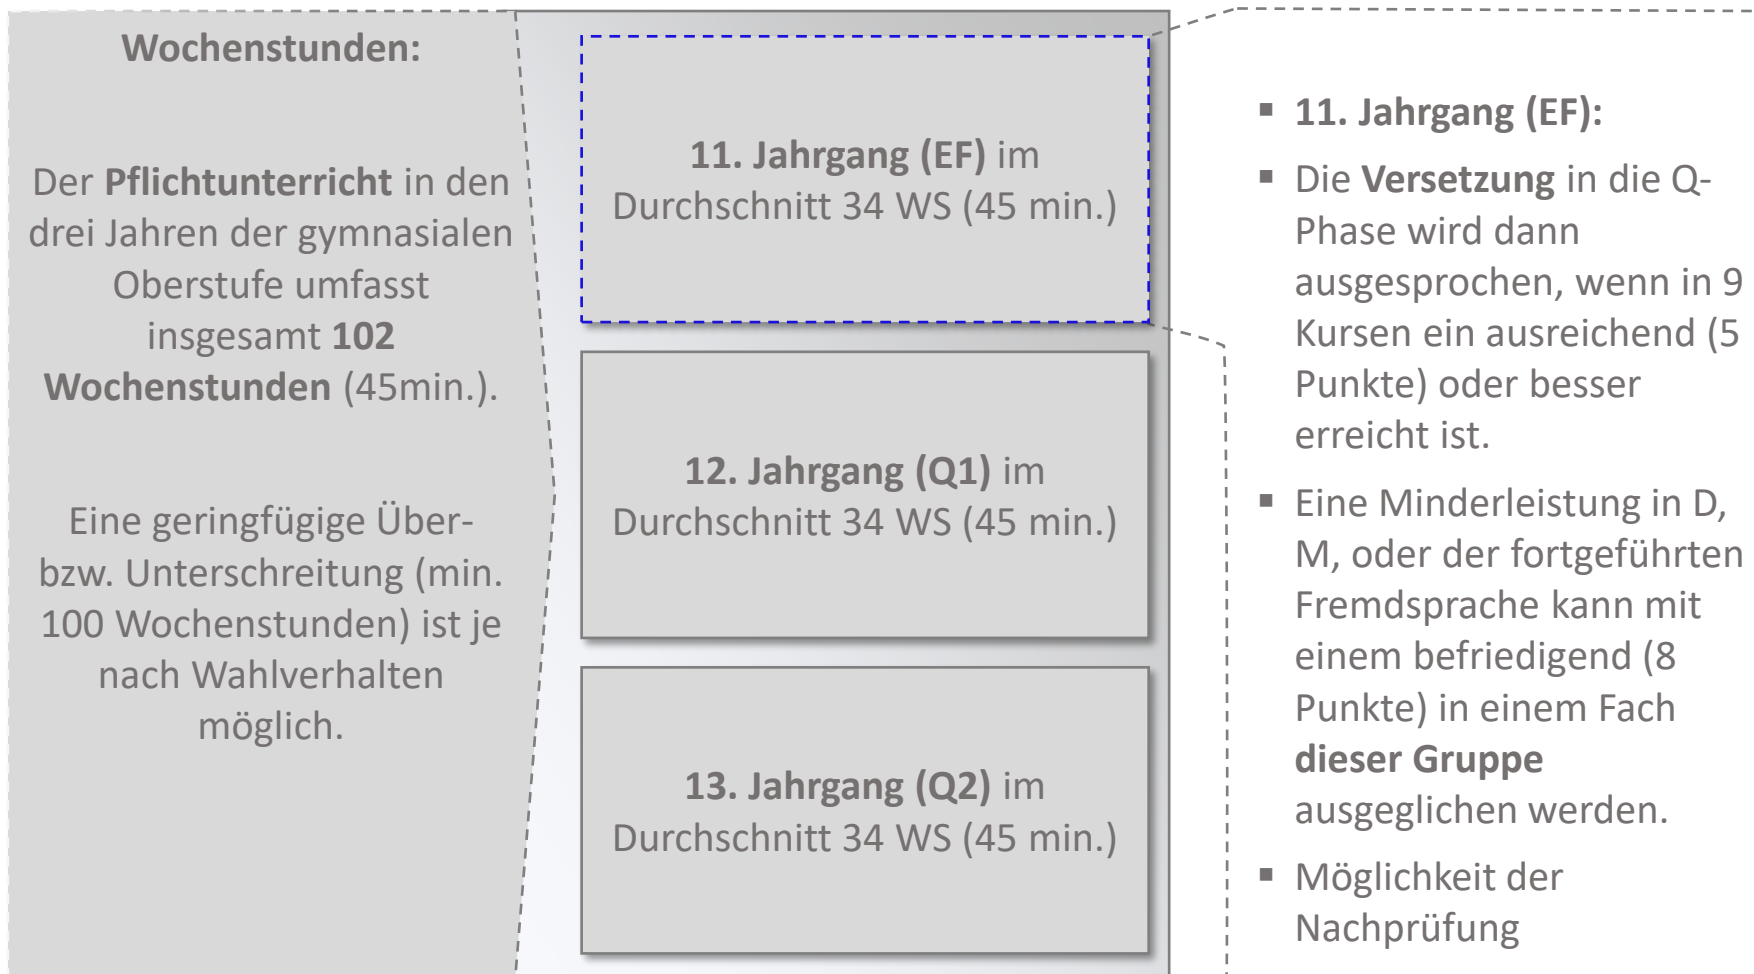 Wochenstunden:
Der Pflichtunterricht in den
drei Jahren der gymnasialen
Oberstufe umfasst
insgesamt 102
Wochenstunden (45min.).
Eine geringfügige Über-
bzw. Unterschreitung (min.
100 Wochenstunden) ist je
nach Wahlverhalten
möglich.
11. Jahrgang (EF) im
Durchschnitt 34 WS (45 min.)
12. Jahrgang (Q1) im
Durchschnitt 34 WS (45 min.)
13. Jahrgang (Q2) im
Durchschnitt 34 WS (45 min.)
▪ 11. Jahrgang (EF):
▪ Die Versetzung in die Q-
Phase wird dann
ausgesprochen, wenn in 9
Kursen ein ausreichend (5
Punkte) oder besser
erreicht ist.
▪ Eine Minderleistung in D,
M, oder der fortgeführten
Fremdsprache kann mit
einem befriedigend (8
Punkte) in einem Fach
dieser Gruppe
ausgeglichen werden.
▪ Möglichkeit der
Nachprüfung